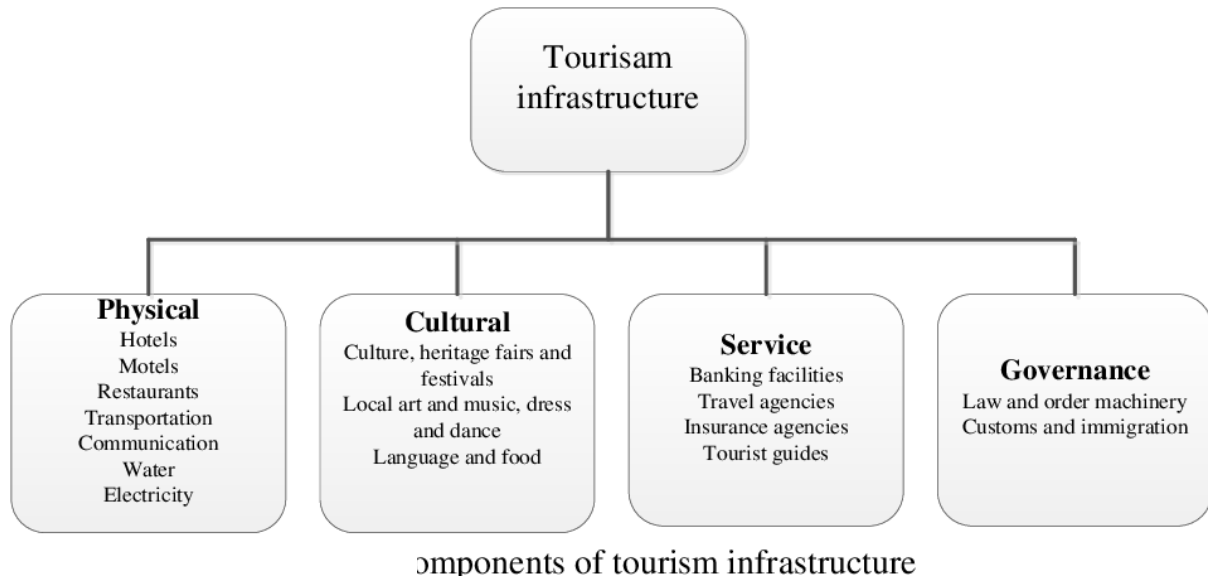 Tourisam
infrastructure
Physical
Hotels
Motels
Restaurants
Transportation
Communication
Water
Electricity
Cultural
Culture, heritage fairs and
festivals
Local art and music, dress
and dance
Language and food
Service
Banking facilities
Travel agencies
Insurance agencies
Tourist guides
Governance
Law and order machinery
Customs and immigration
omponents of tourism infrastructure